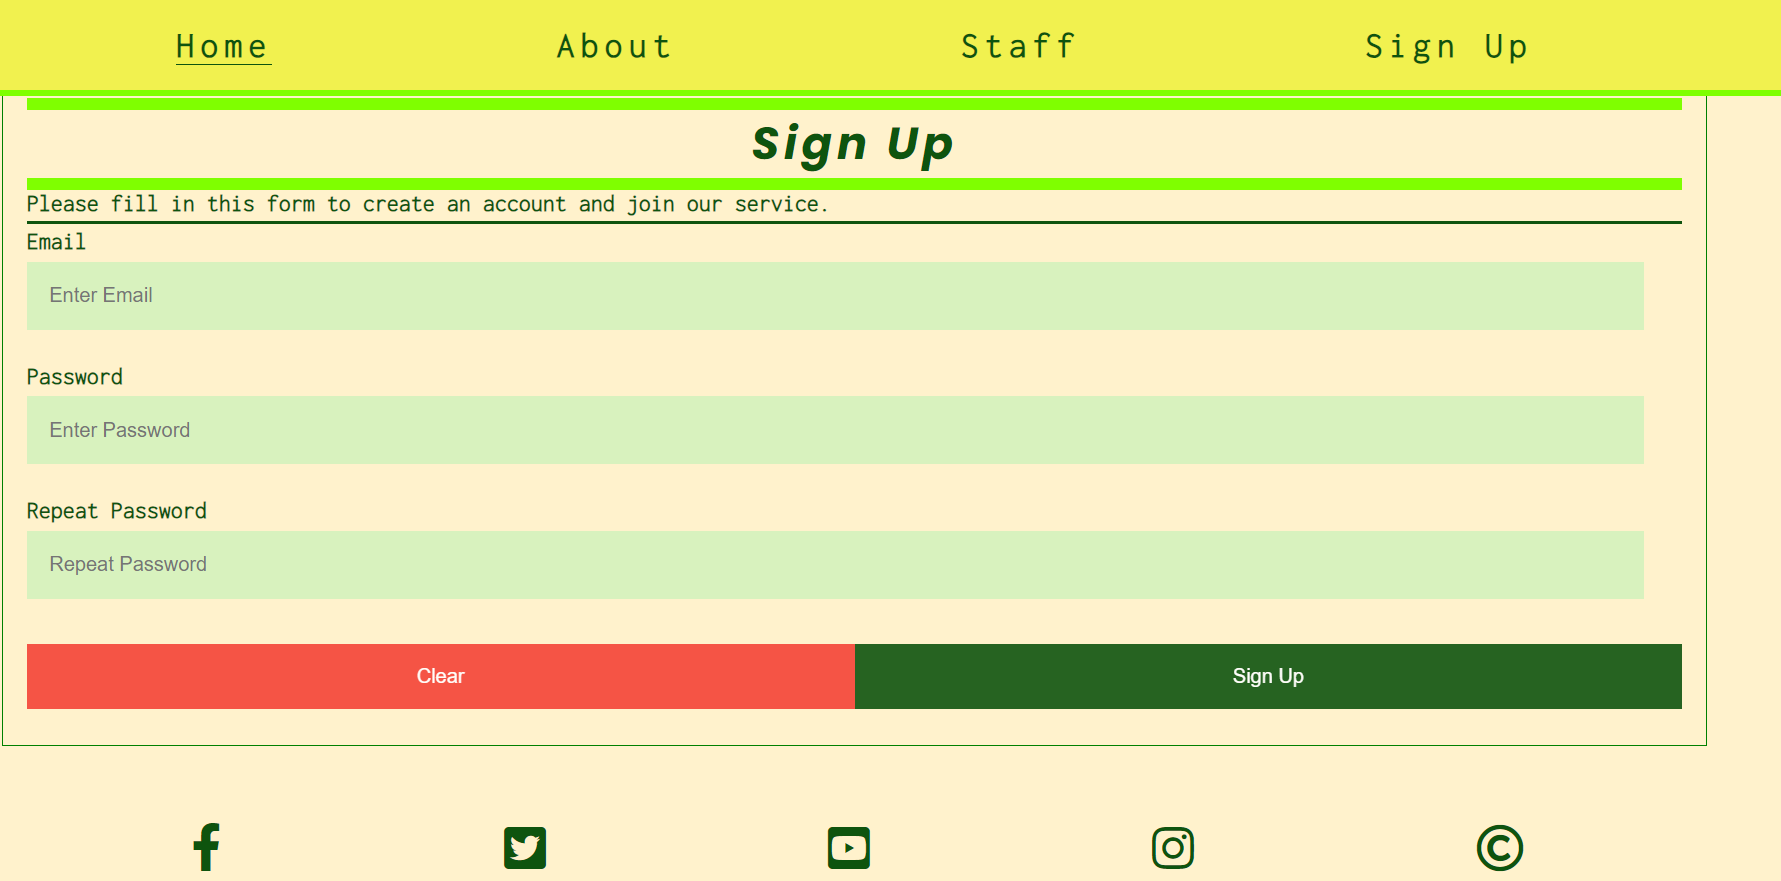 Home About Staff Sign Up
Sign Up
Please fill in this form to create an account and join our service.
Email
Enter Email
Password
Enter Password
Repeat Password
Repeat Password
Clear Sign Up